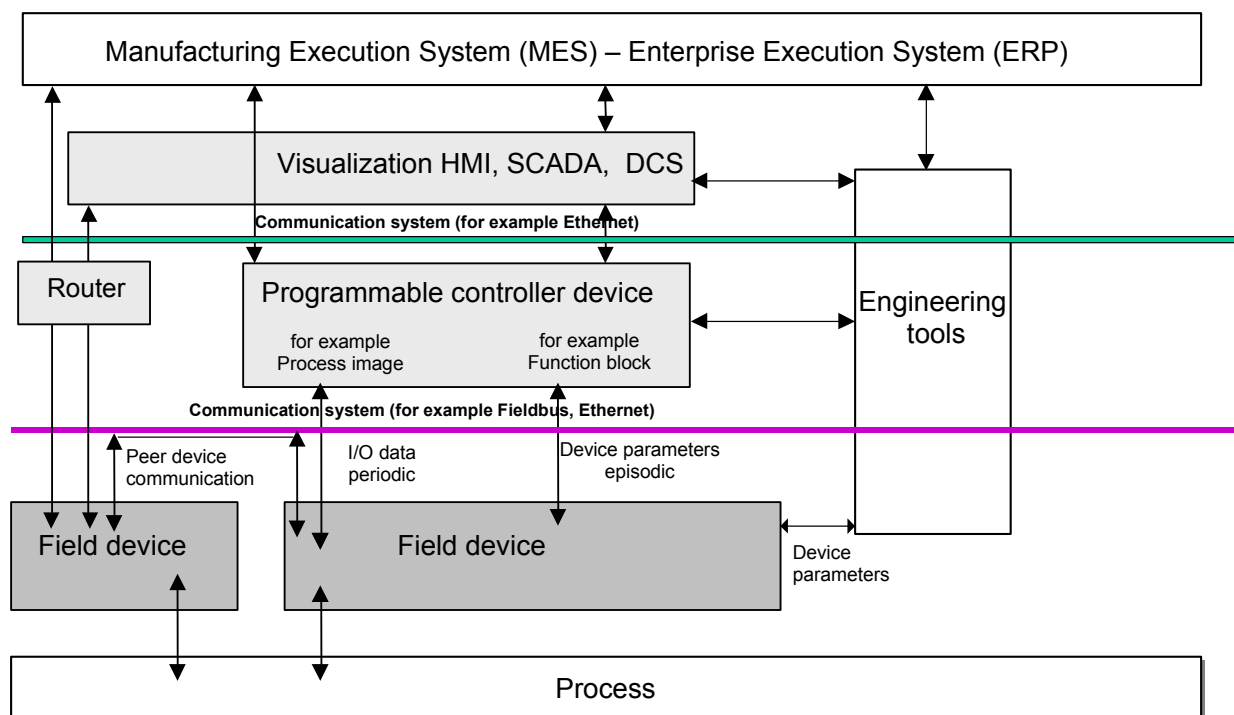 Manufacturing Execution System (MES) – Enterprise Execution System (ERP)
Visualization HMI, SCADA, DCS
Communication system (for example Ethernet)
Router
Programmable controller device
for example
Process image
for example
Function block
Engineering
tools
Communication system (for example Fieldbus, Ethernet)
Peer device
communication
I/O data
periodic
Device parameters
episodic
Field device
Field device
Device
parameters
Process